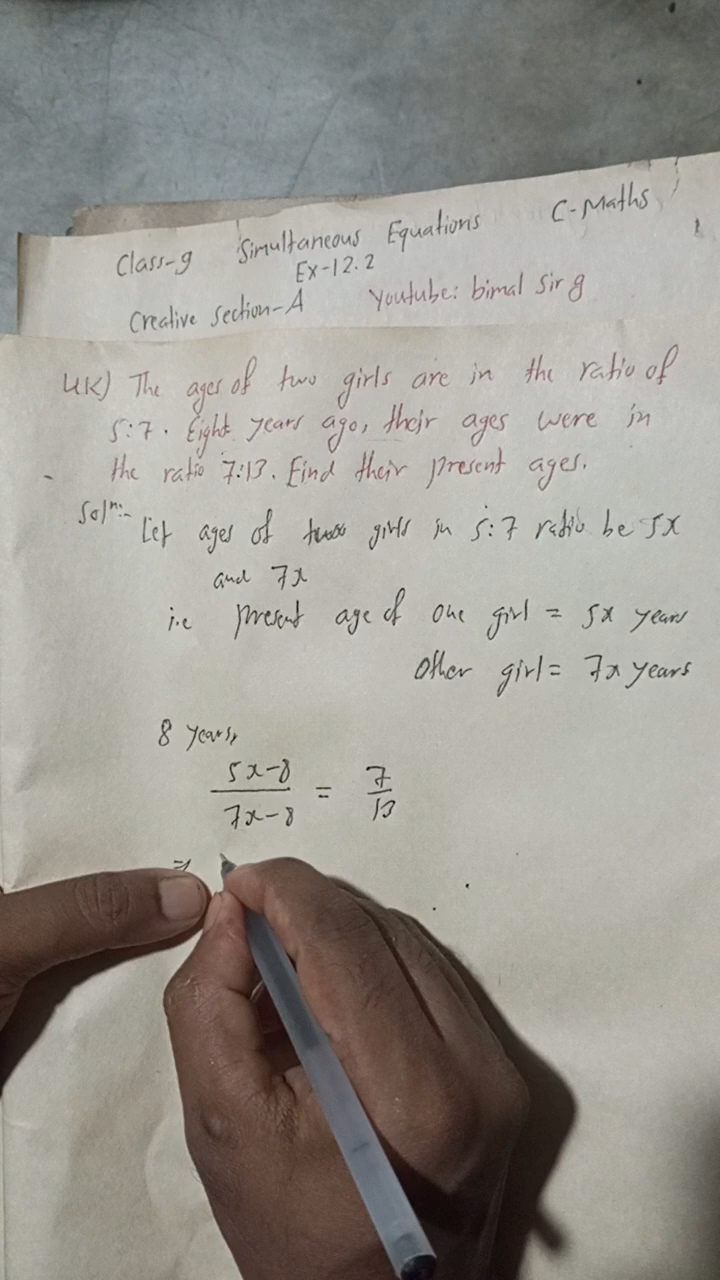 Class-9 Simultaneous Equations C-Maths
Ex-12.2
Creative section-A Youtube: bimal sir g
4k) The ages of two girls are in the ratio of
5:7. Eight years ago, their ages were in
the ratio 7:13. Find their present ages.
Solⁿ:- Let ages of two girls in 5:7 ratio be 5x
and 7x
i.e present age of one girl = 5x years
Other girl = 7x years
8 years,
5x-8 / 7x-8 = 7 / 13
⇒